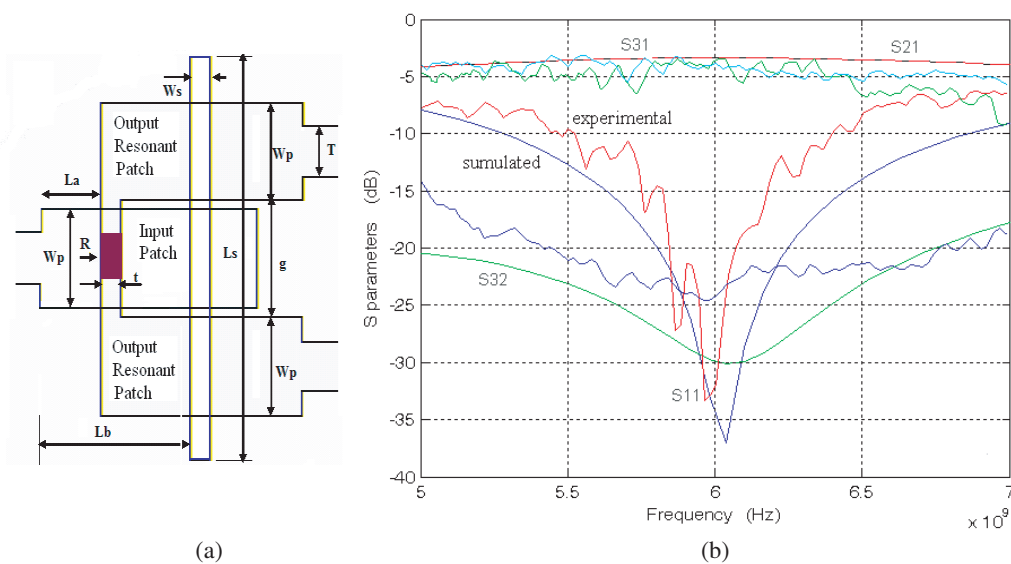 Ws
Output
Resonant
Patch
Wp
T
La
Wp
R
Input
Patch
Ls
g
t
Output
Resonant
Patch
Wp
Lb
(a)
0
-5
-10
-15
-20
-25
-30
-35
-40
S parameters (dB)
S31
S21
experimental
sumulated
S32
S11
5
5.5
6
6.5
7
Frequency (Hz)
x 10^9
(b)